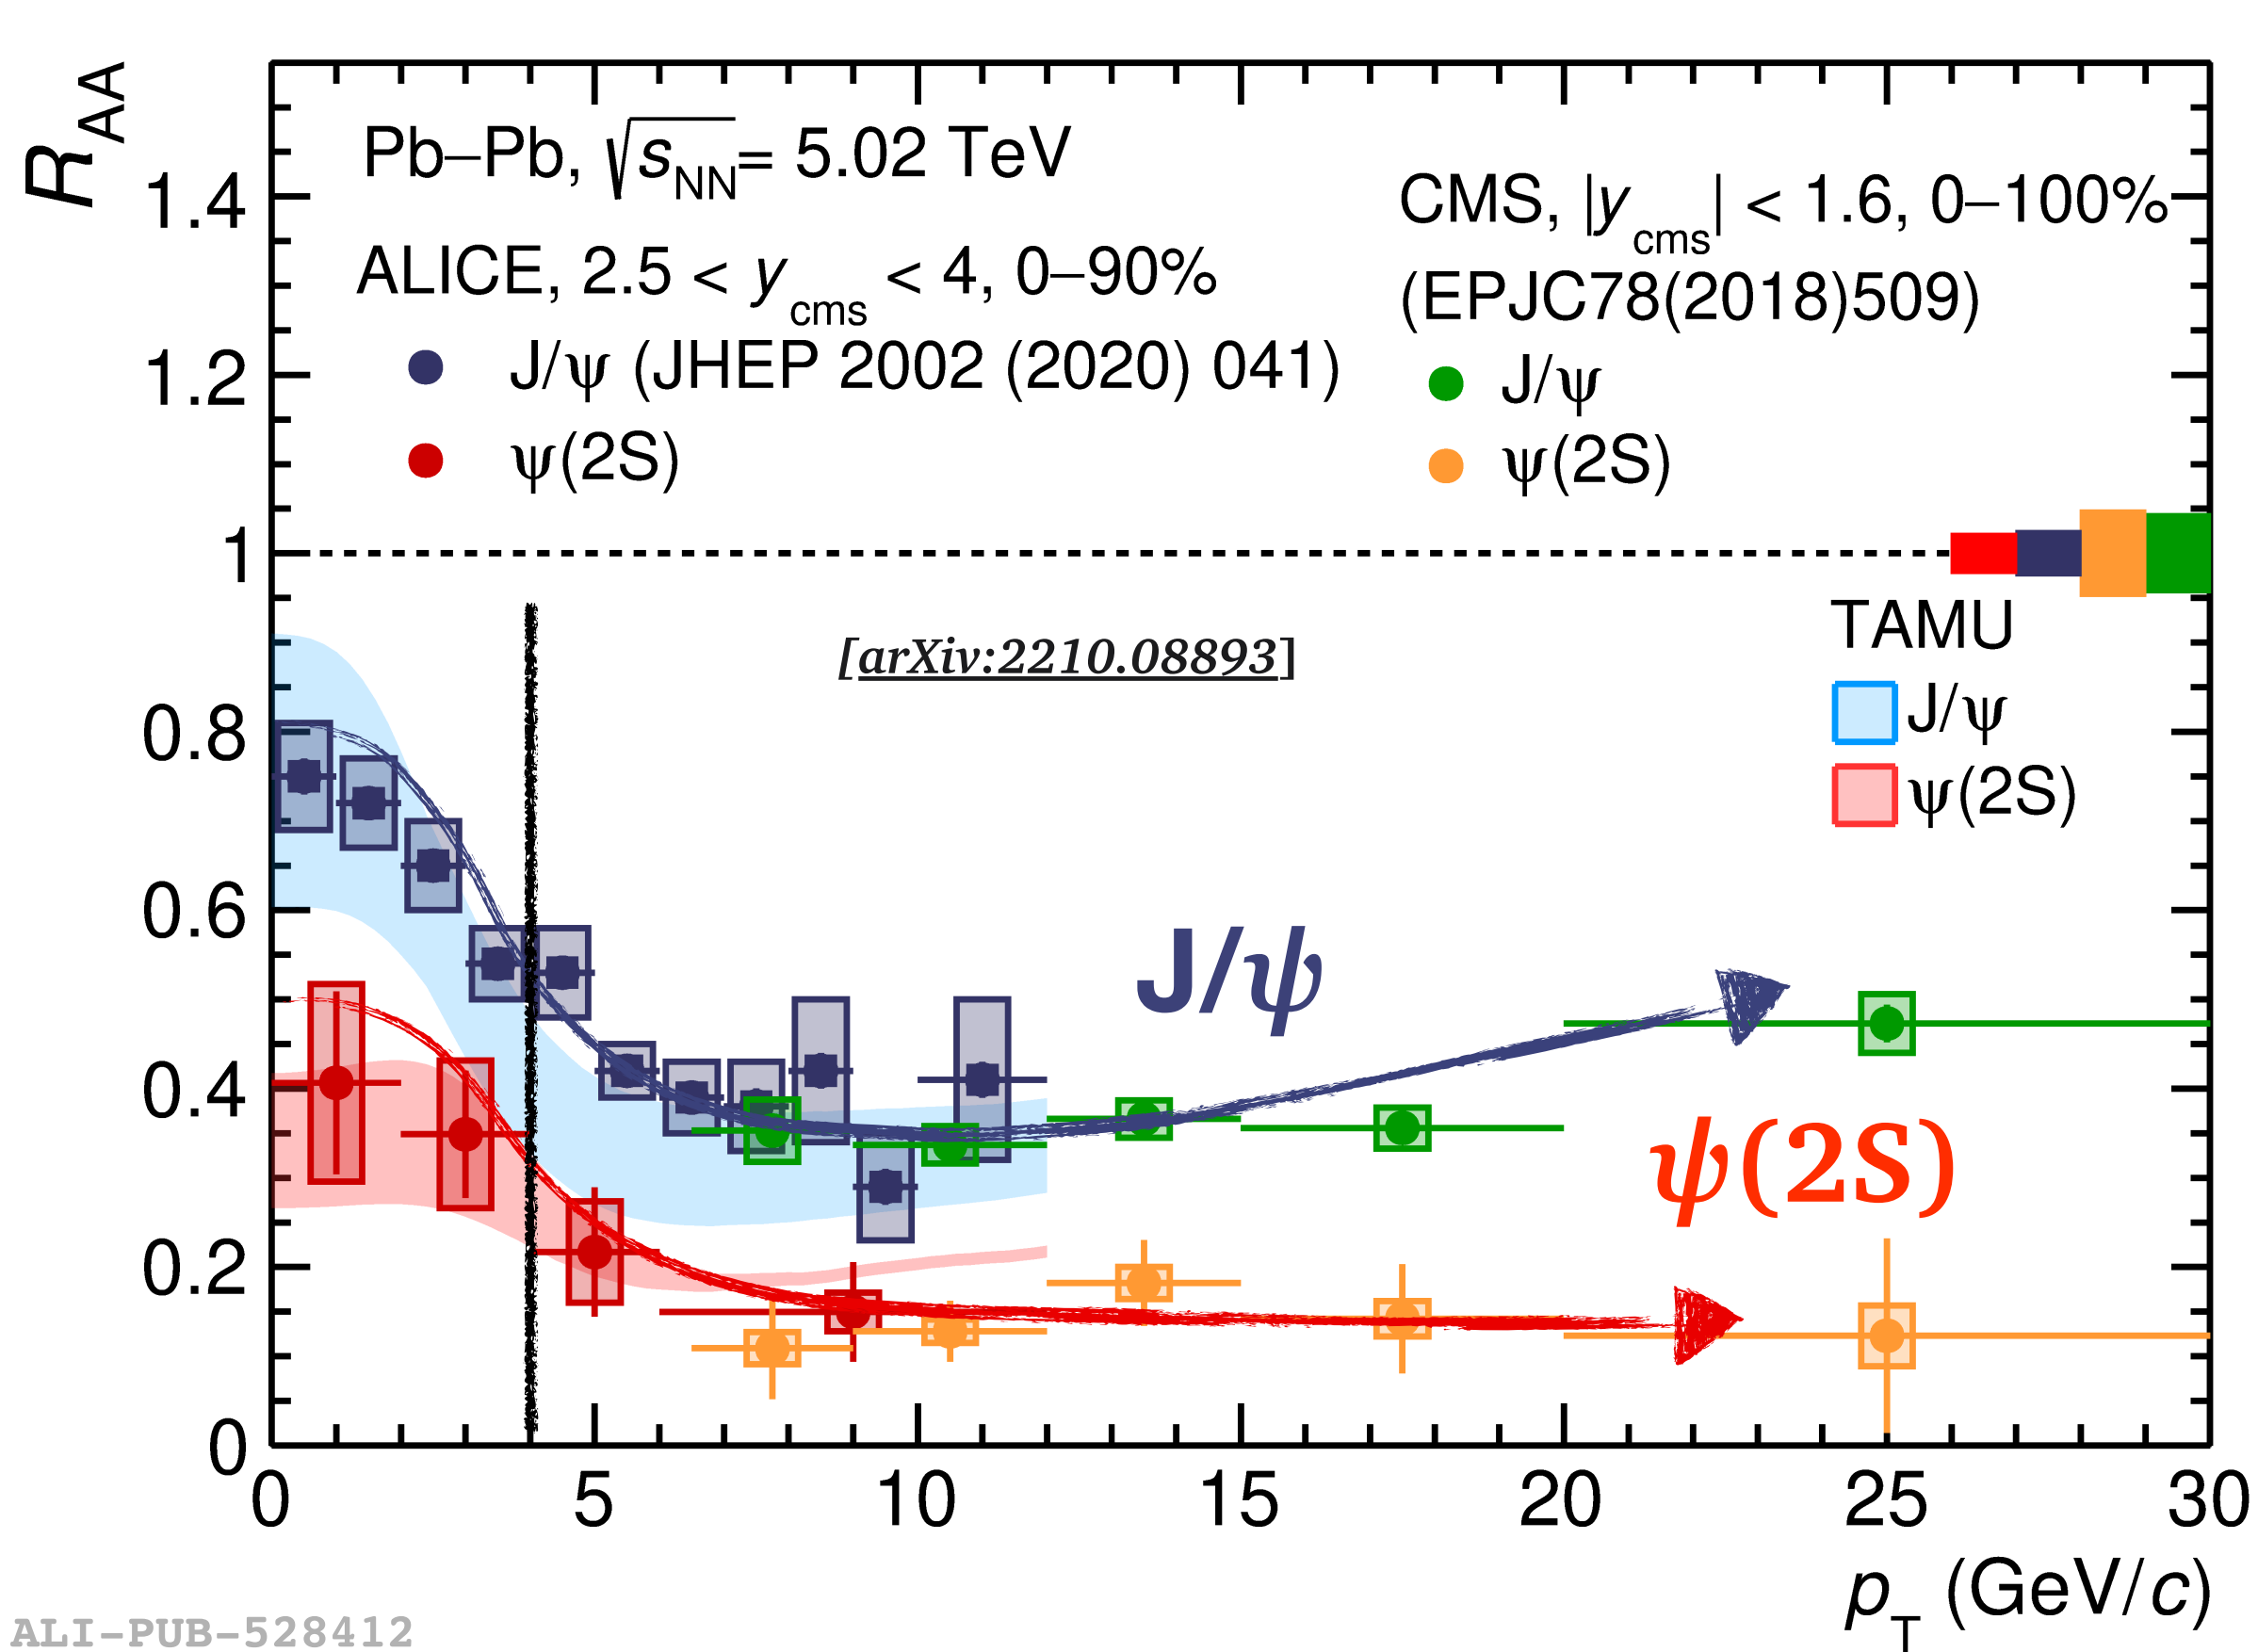 R_AA
Pb–Pb, √s_NN = 5.02 TeV
ALICE, 2.5 < y_cms < 4, 0–90%
J/ψ (JHEP 2002 (2020) 041)
ψ(2S)
CMS, |y_cms| < 1.6, 0–100%
(EPJC78(2018)509)
J/ψ
ψ(2S)
[arXiv:2210.08893]
TAMU
J/ψ
ψ(2S)
J/ψ
ψ(2S)
1.4
1.2
1
0.8
0.6
0.4
0.2
0
0 5 10 15 20 25 30
p_T (GeV/c)
ALI-PUB-528412